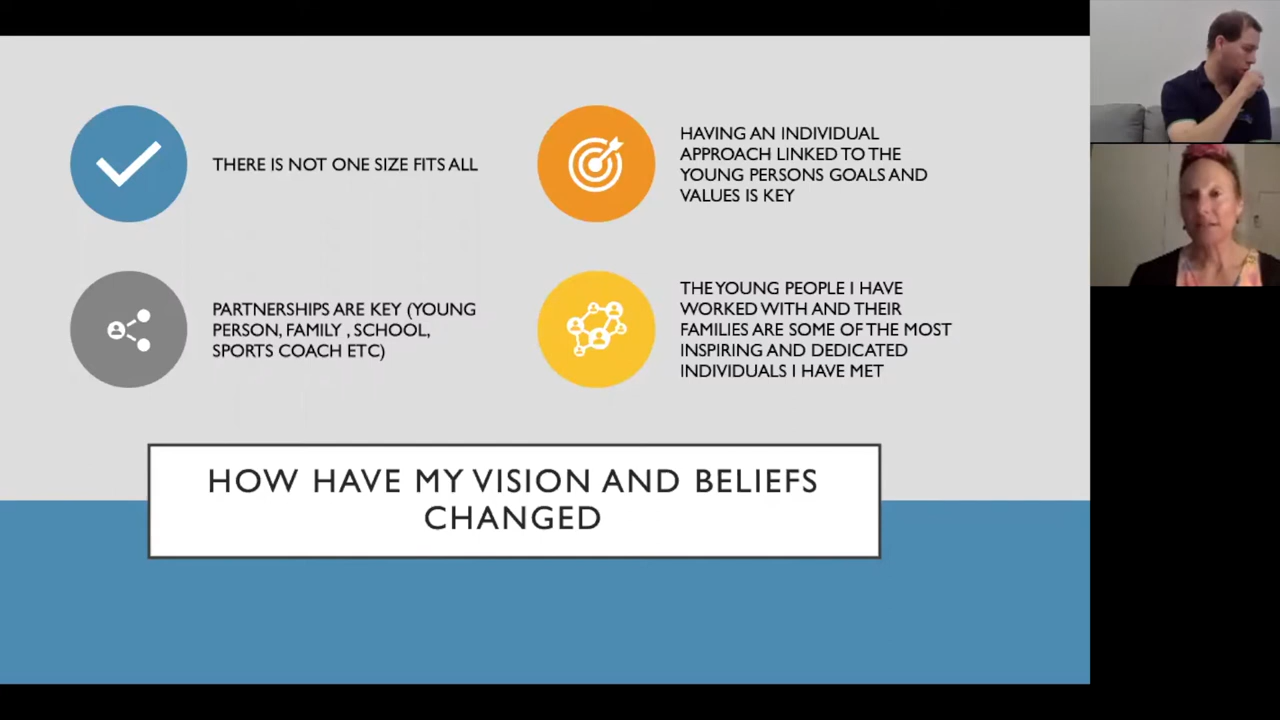 THERE IS NOT ONE SIZE FITS ALL
HAVING AN INDIVIDUAL
APPROACH LINKED TO THE
YOUNG PERSONS GOALS AND
VALUES IS KEY
PARTNERSHIPS ARE KEY (YOUNG
PERSON, FAMILY , SCHOOL,
SPORTS COACH ETC)
THE YOUNG PEOPLE I HAVE
WORKED WITH AND THEIR
FAMILIES ARE SOME OF THE MOST
INSPIRING AND DEDICATED
INDIVIDUALS I HAVE MET
HOW HAVE MY VISION AND BELIEFS
CHANGED